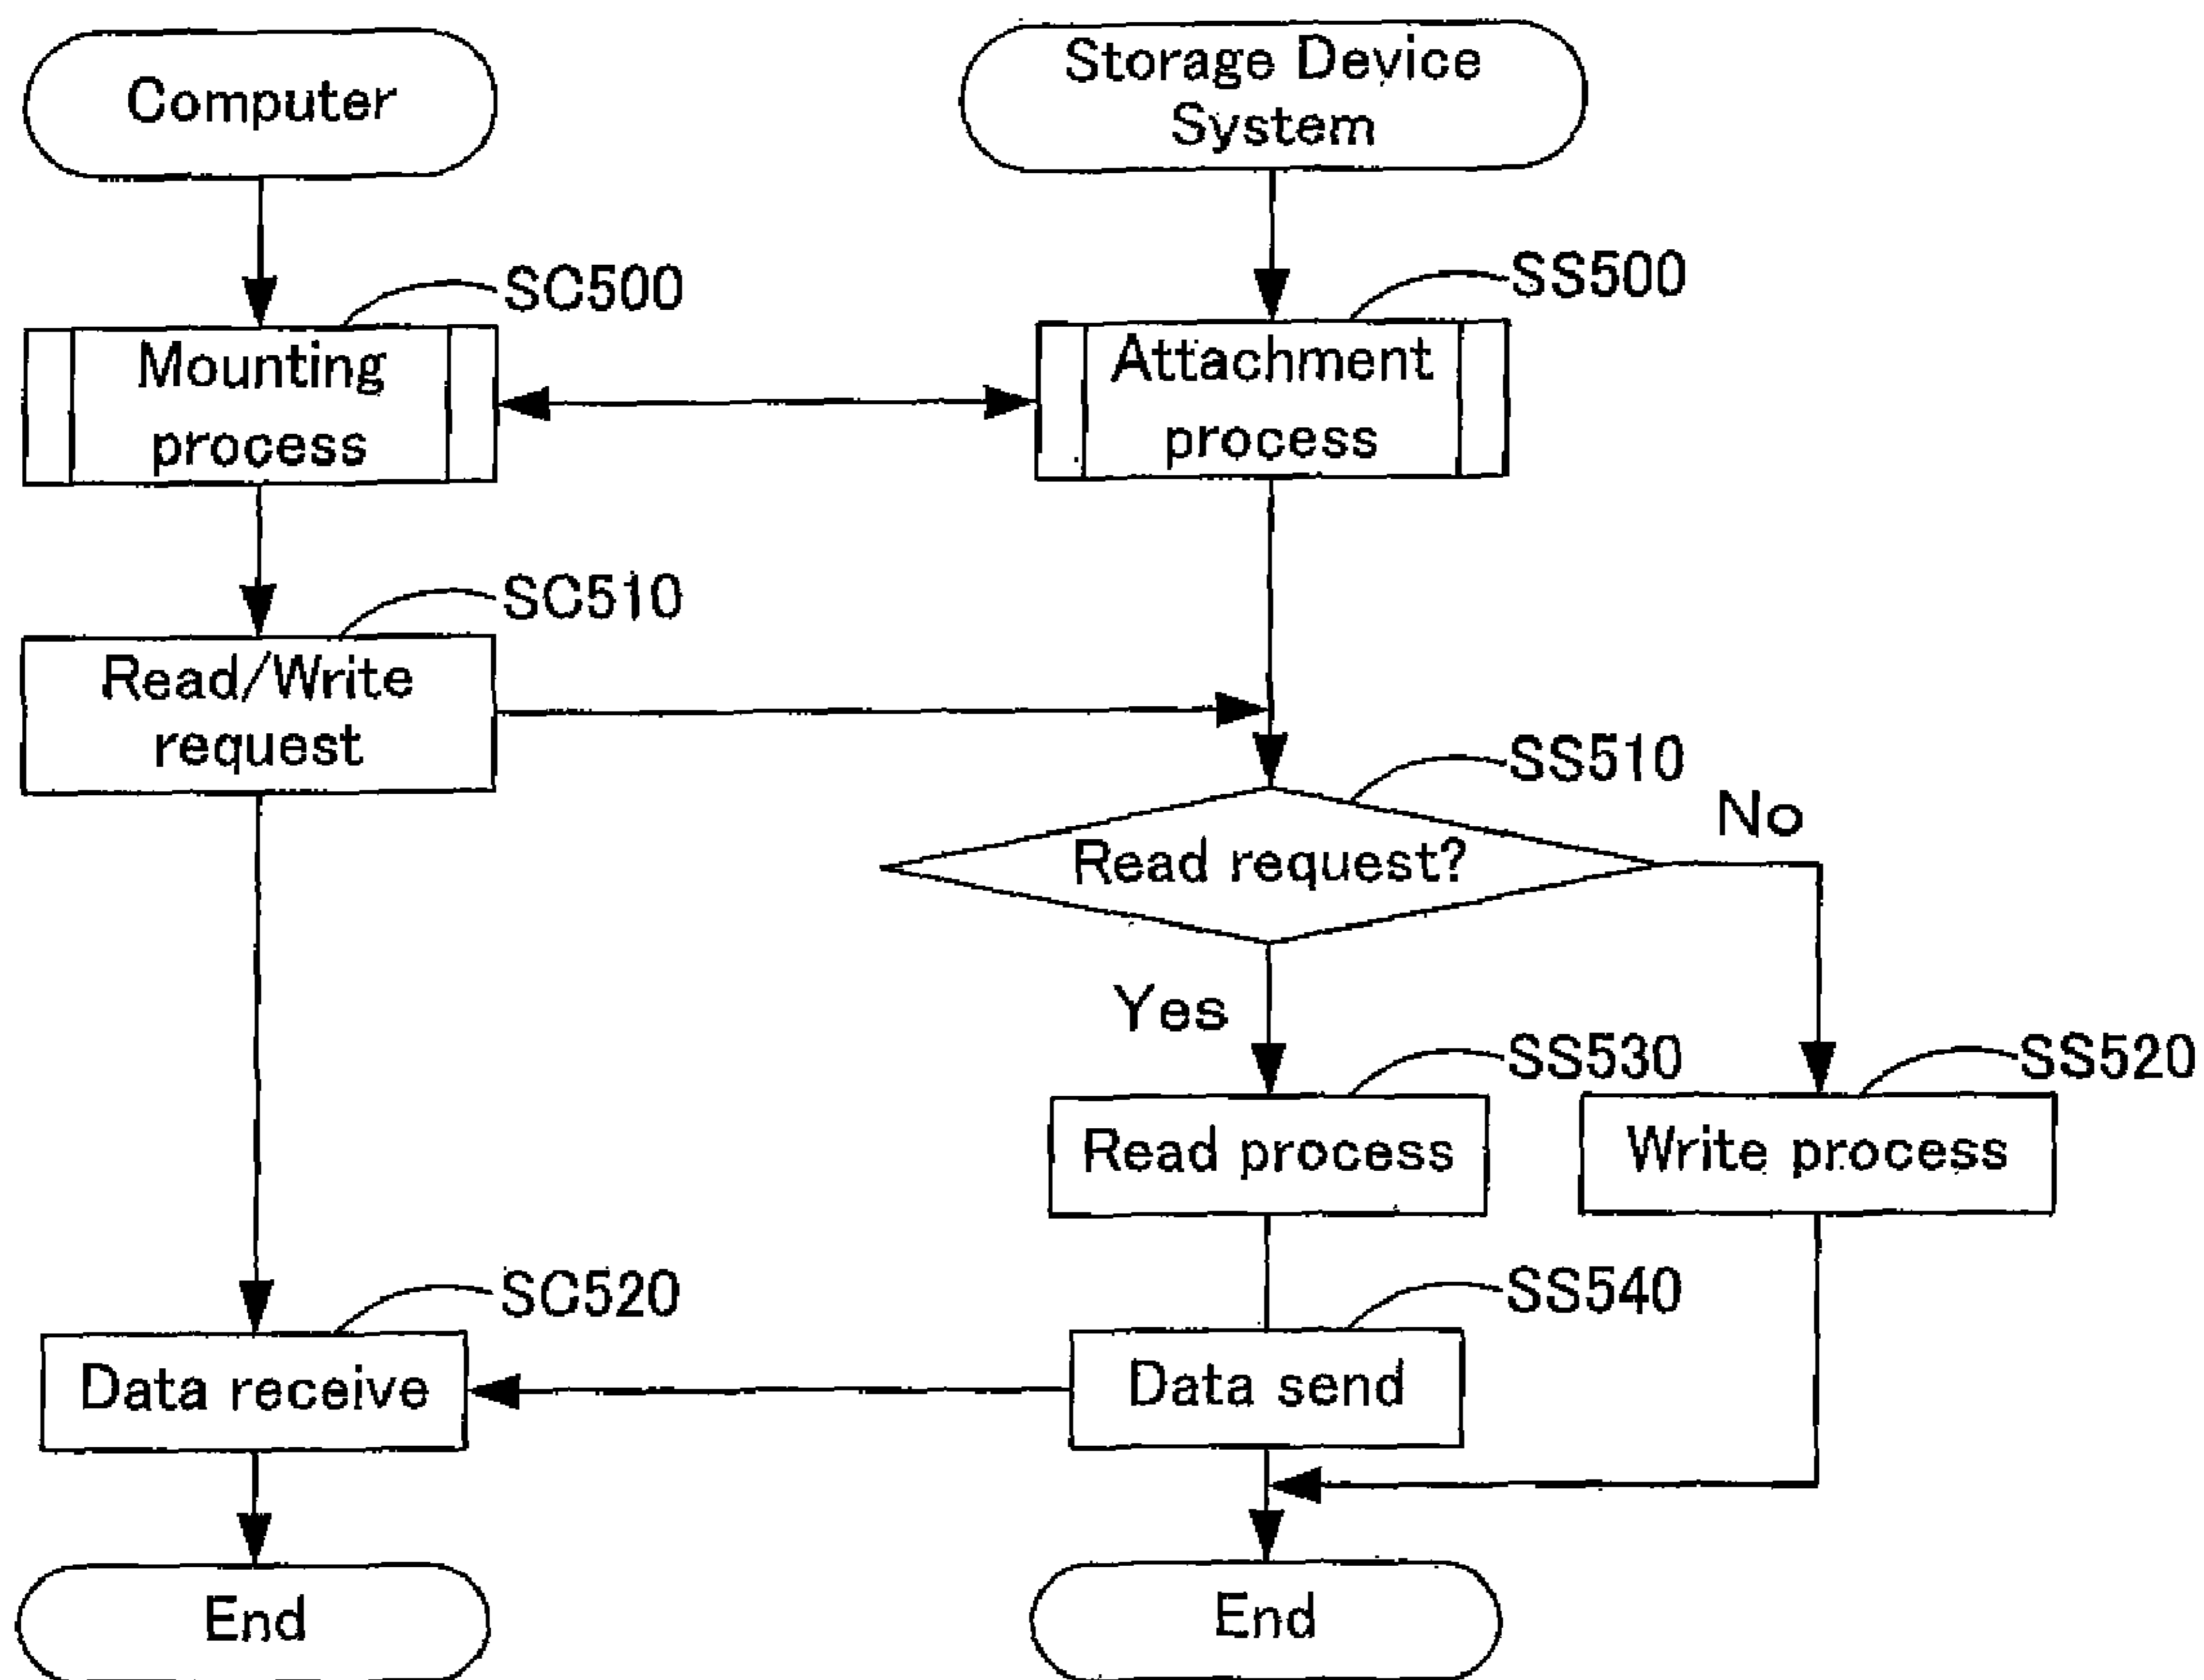 Computer
Storage Device
System
SC500
SS500
Mounting
process
Attachment
process
SC510
Read/Write
request
SS510
No
Read request?
Yes
SS530
SS520
Read process
Write process
SC520
SS540
Data receive
Data send
End
End